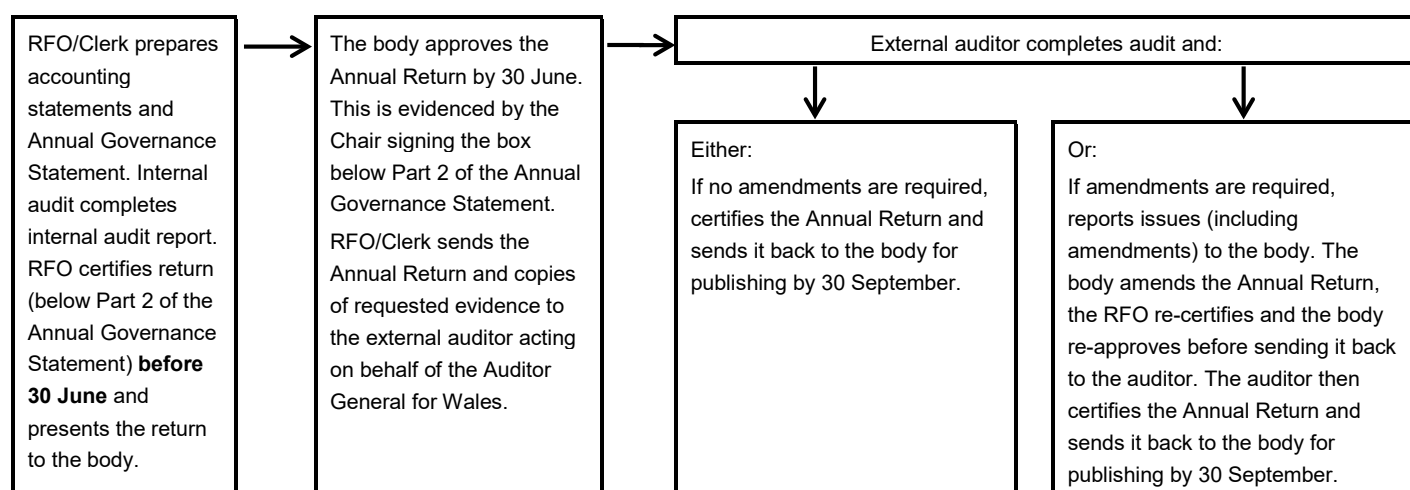 RFO/Clerk prepares
accounting
statements and
Annual Governance
Statement. Internal
audit completes
internal audit report.
RFO certifies return
(below Part 2 of the
Annual Governance
Statement) before
30 June and
presents the return
to the body.
The body approves the
Annual Return by 30 June.
This is evidenced by the
Chair signing the box
below Part 2 of the Annual
Governance Statement.
RFO/Clerk sends the
Annual Return and copies
of requested evidence to
the external auditor acting
on behalf of the Auditor
General for Wales.
External auditor completes audit and:
Either:
If no amendments are required,
certifies the Annual Return and
sends it back to the body for
publishing by 30 September.
Or:
If amendments are required,
reports issues (including
amendments) to the body. The
body amends the Annual Return,
the RFO re-certifies and the body
re-approves before sending it back
to the auditor. The auditor then
certifies the Annual Return and
sends it back to the body for
publishing by 30 September.